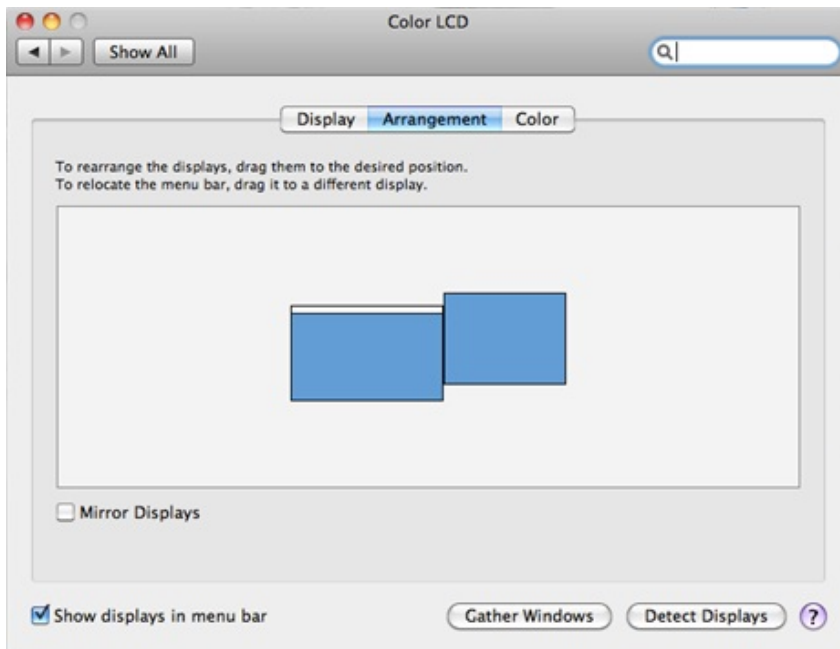 Color LCD
Show All
Display Arrangement Color
To rearrange the displays, drag them to the desired position.
To relocate the menu bar, drag it to a different display.
Mirror Displays
Show displays in menu bar Gather Windows Detect Displays ?